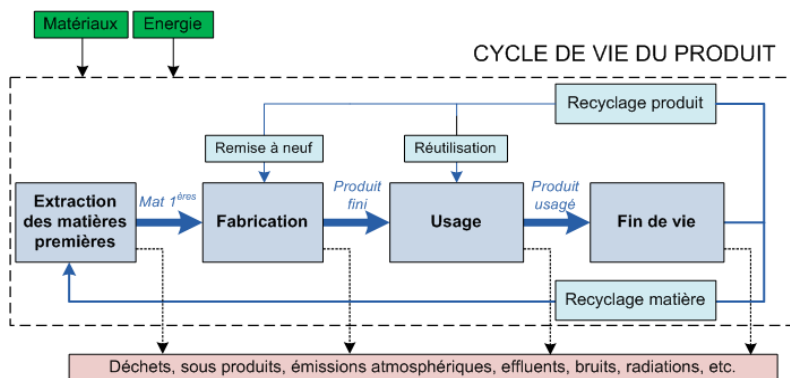 Matériaux
Energie
CYCLE DE VIE DU PRODUIT
Recyclage produit
Remise à neuf
Réutilisation
Extraction
des matières
premières
Mat 1ères
Fabrication
Produit
fini
Usage
Produit
usagé
Fin de vie
Recyclage matière
Déchets, sous produits, émissions atmosphériques, effluents, bruits, radiations, etc.